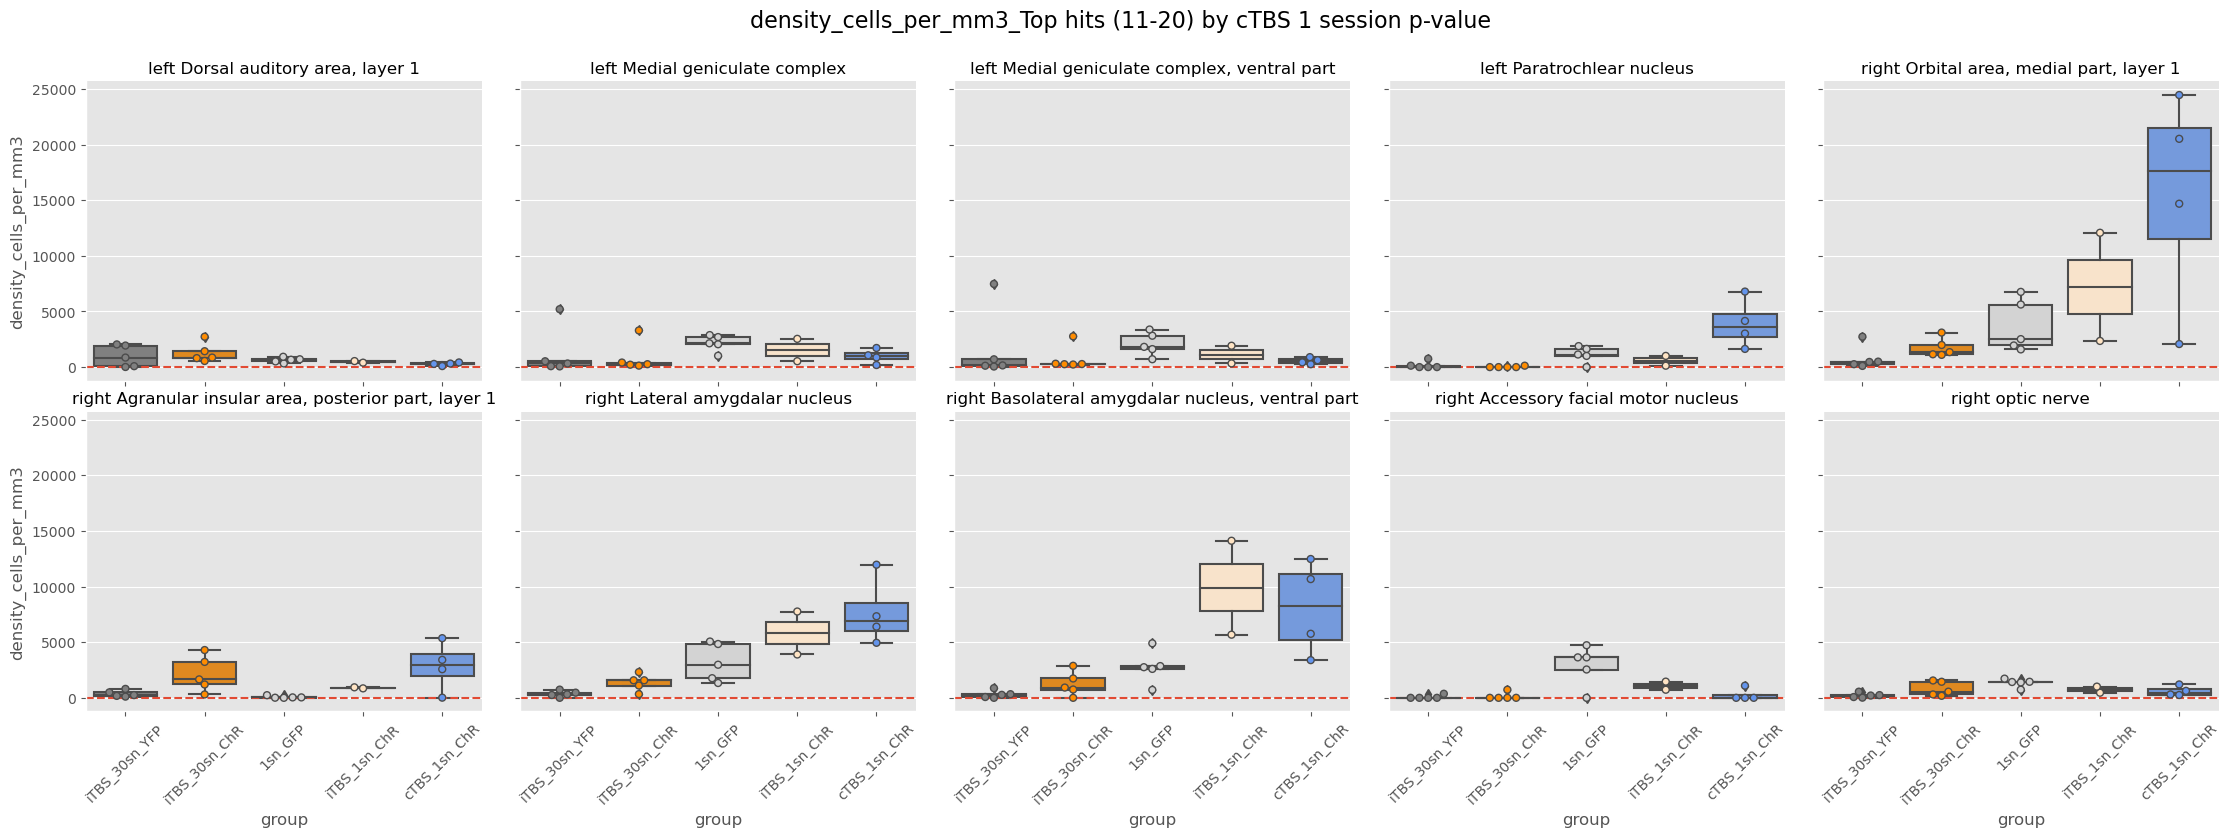 density_cells_per_mm3_Top hits (11-20) by cTBS 1 session p-value
left Dorsal auditory area, layer 1
left Medial geniculate complex
left Medial geniculate complex, ventral part
left Paratrochlear nucleus
right Orbital area, medial part, layer 1
density_cells_per_mm3
25000
20000
15000
10000
5000
0
right Agranular insular area, posterior part, layer 1
right Lateral amygdalar nucleus
right Basolateral amygdalar nucleus, ventral part
right Accessory facial motor nucleus
right optic nerve
density_cells_per_mm3
25000
20000
15000
10000
5000
0
iTBS_30sn_YFP
iTBS_30sn_ChR
1sn_GFP
iTBS_1sn_ChR
cTBS_1sn_ChR
iTBS_30sn_YFP
iTBS_30sn_ChR
1sn_GFP
iTBS_1sn_ChR
cTBS_1sn_ChR
iTBS_30sn_YFP
iTBS_30sn_ChR
1sn_GFP
iTBS_1sn_ChR
cTBS_1sn_ChR
iTBS_30sn_YFP
iTBS_30sn_ChR
1sn_GFP
iTBS_1sn_ChR
cTBS_1sn_ChR
iTBS_30sn_YFP
iTBS_30sn_ChR
1sn_GFP
iTBS_1sn_ChR
cTBS_1sn_ChR
group
group
group
group
group